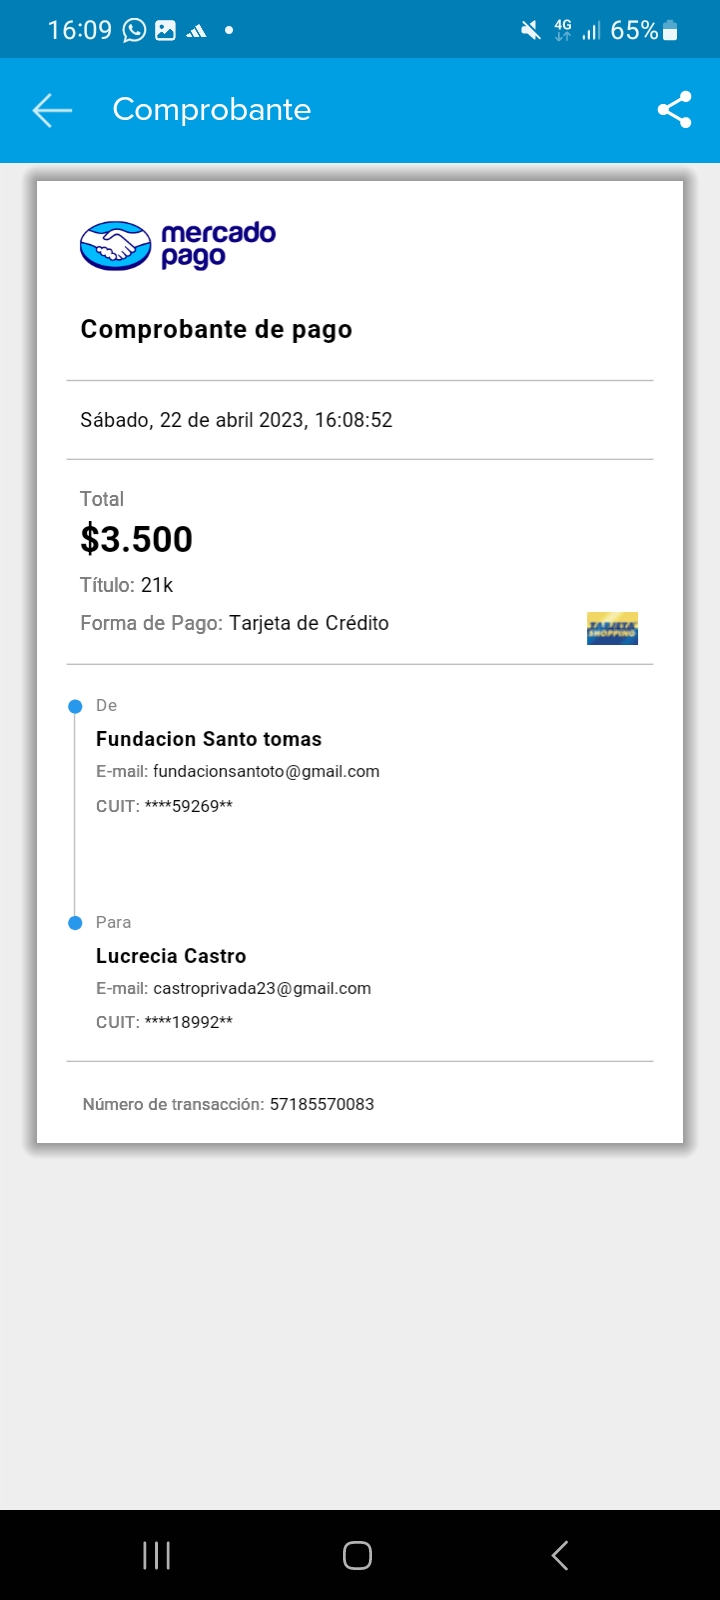 16:09 4G 65%
Comprobante
mercado
pago
Comprobante de pago
Sábado, 22 de abril 2023, 16:08:52
Total
$3.500
Título: 21k
Forma de Pago: Tarjeta de Crédito
TARJETA
SHOPPING
De
Fundacion Santo tomas
E-mail: fundacionsantoto@gmail.com
CUIT: ****59269**
Para
Lucrecia Castro
E-mail: castroprivada23@gmail.com
CUIT: ****18992**
Número de transacción: 57185570083